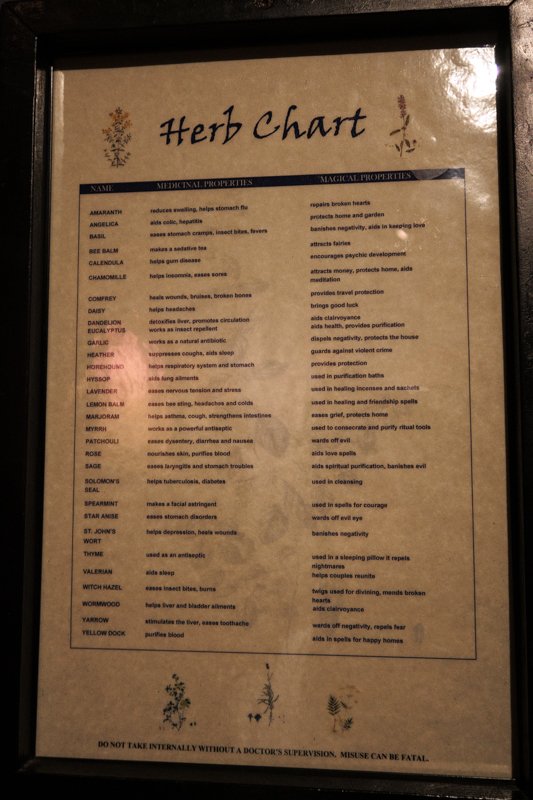 Herb Chart
NAME MEDICINAL PROPERTIES MAGICAL PROPERTIES
AMARANTH reduces swelling, helps stomach flu repairs broken hearts
ANGELICA aids colic, hepatitis protects home and garden
BASIL eases stomach cramps, insect bites, fevers banishes negativity, aids in keeping love
BEE BALM makes a sedative tea attracts fairies
CALENDULA helps gum disease encourages psychic development
CHAMOMILLE helps insomnia, eases sores attracts money, protects home, aids
meditation
COMFREY heals wounds, bruises, broken bones provides travel protection
DAISY helps headaches brings good luck
DANDELION detoxifies liver, promotes circulation aids clairvoyance
EUCALYPTUS works as insect repellent aids health, provides purification
GARLIC works as a natural antibiotic dispels negativity, protects the house
HEATHER suppresses coughs, aids sleep guards against violent crime
HOREHOUND helps respiratory system and stomach provides protection
HYSSOP aids lung ailments used in purification baths
LAVENDER eases nervous tension and stress used in healing incenses and sachets
LEMON BALM eases bee sting, headaches and colds used in healing and friendship spells
MARJORAM helps asthma, cough, strengthens intestines eases grief, protects home
MYRRH works as a powerful antiseptic used to consecrate and purify ritual tools
PATCHOULI eases dysentery, diarrhea and nausea wards off evil
ROSE nourishes skin, purifies blood aids love spells
SAGE eases laryngitis and stomach troubles aids spiritual purification, banishes evil
SOLOMON'S helps tuberculosis, diabetes used in cleansing
SEAL
SPEARMINT makes a facial astringent used in spells for courage
STAR ANISE eases stomach disorders wards off evil eye
ST. JOHN'S helps depression, heals wounds banishes negativity
WORT
THYME used as an antiseptic used in a sleeping pillow it repels
nightmares
VALERIAN aids sleep helps couples reunite
WITCH HAZEL eases insect bites, burns twigs used for divining, mends broken
hearts
WORMWOOD helps liver and bladder ailments aids clairvoyance
YARROW stimulates the liver, eases toothache wards off negativity, repels fear
YELLOW DOCK purifies blood aids in spells for happy homes
DO NOT TAKE INTERNALLY WITHOUT A DOCTOR'S SUPERVISION. MISUSE CAN BE FATAL.